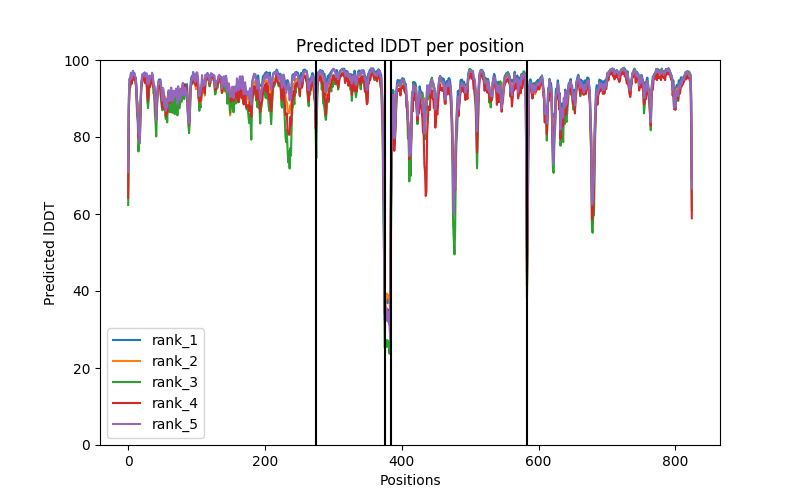 Predicted lDDT per position
100
80
60
40
20
0
Predicted lDDT
rank_1
rank_2
rank_3
rank_4
rank_5
0 200 400 600 800
Positions